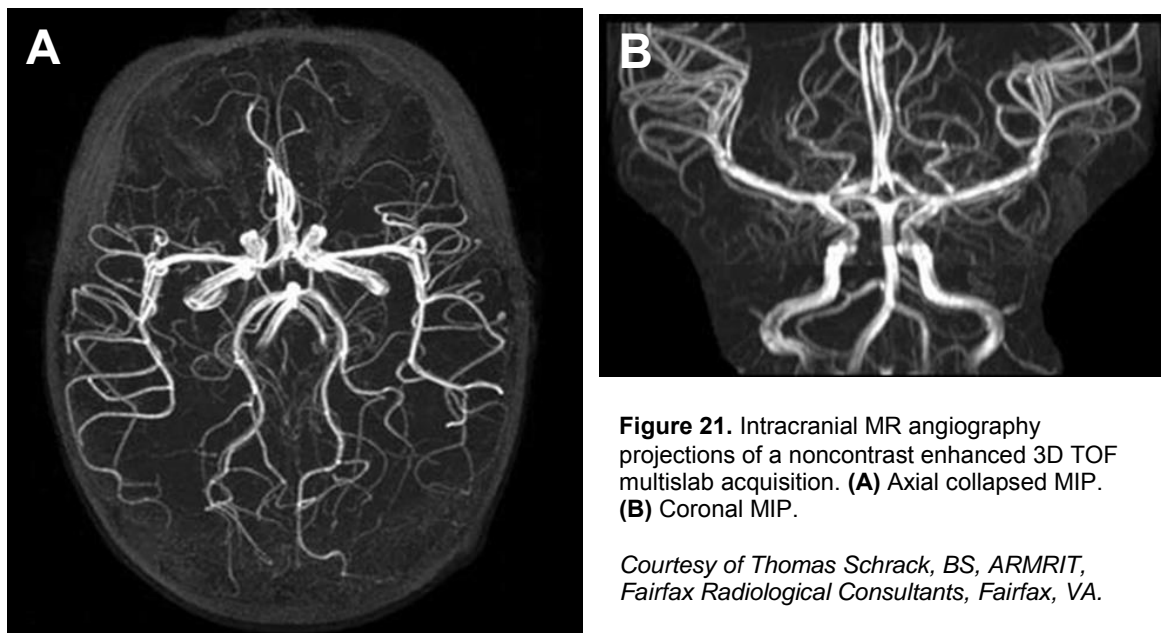 A
B
Figure 21. Intracranial MR angiography
projections of a noncontrast enhanced 3D TOF
multislab acquisition. (A) Axial collapsed MIP.
(B) Coronal MIP.
Courtesy of Thomas Schrack, BS, ARMRIT,
Fairfax Radiological Consultants, Fairfax, VA.